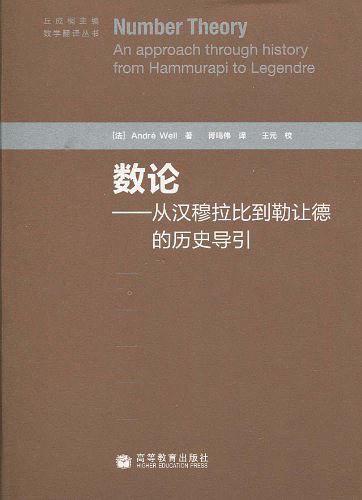 丘成桐主编
数学翻译丛书
Number Theory
An approach through history
from Hammurapi to Legendre
[法] André Weil 著 胥鸣伟 译 王元 校
数论
——从汉穆拉比到勒让德
的历史导引
高等教育出版社
HIGHER EDUCATION PRESS